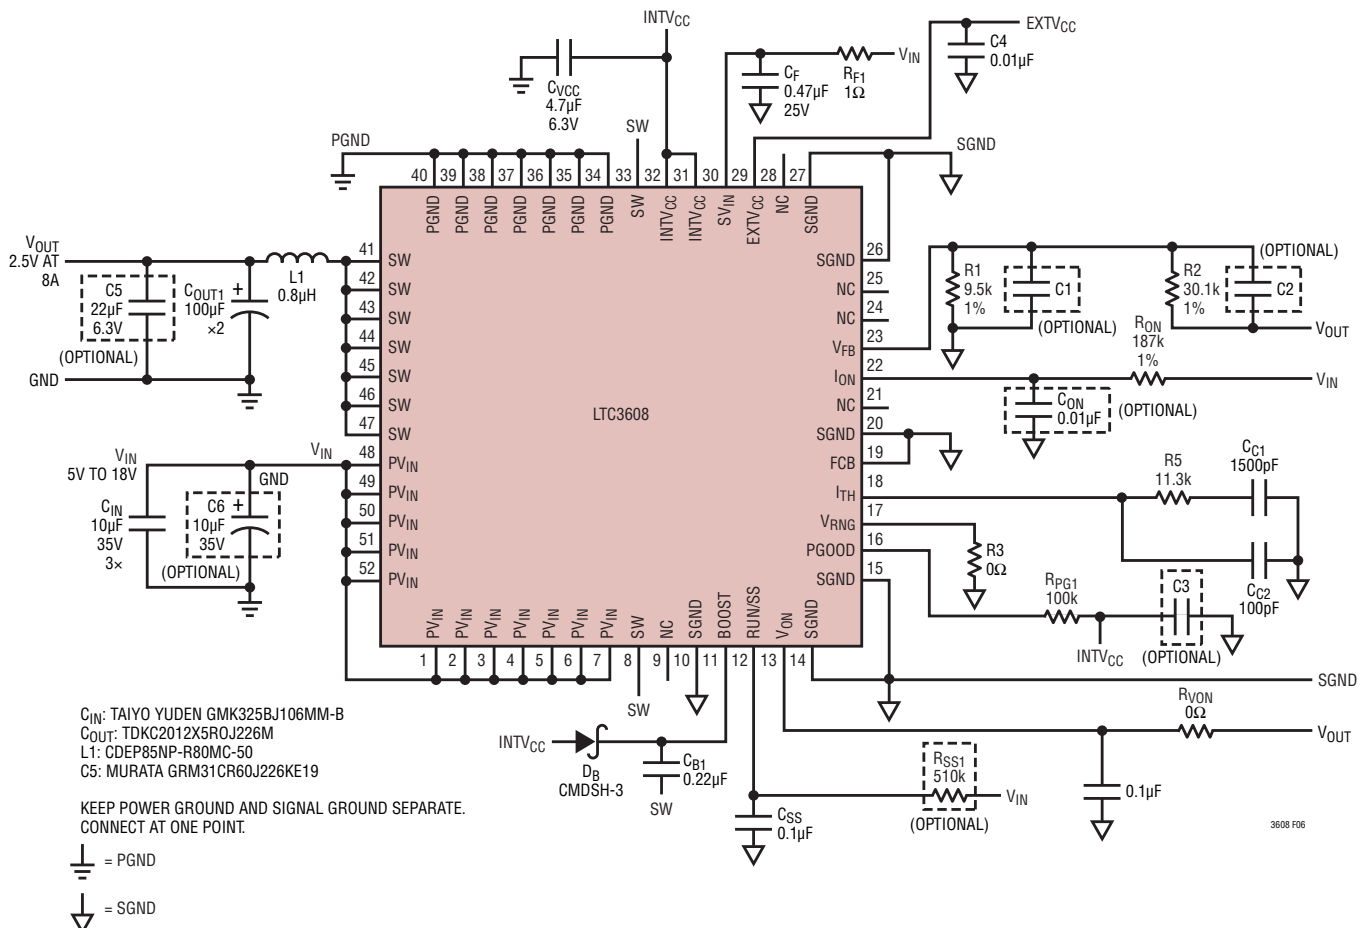 INTVCC
EXTVCC
CVCC
4.7µF
6.3V
CF
0.47µF
25V
RF1
1Ω
VIN
C4
0.01µF
PGND
SW
SGND
40 39 38 37 36 35 34 33 32 31 30 29 28 27
PGND PGND PGND PGND PGND PGND PGND SW INTVCC INTVCC SVIN EXTVCC NC SGND
VOUT
2.5V AT
8A
C5
22µF
6.3V
(OPTIONAL)
COUT1
+
100µF
×2
L1
0.8µH
GND
41 SW
42 SW
43 SW
44 SW
45 SW
46 SW
47 SW
48 PVIN
49 PVIN
50 PVIN
51 PVIN
52 PVIN
VIN
5V TO 18V
VIN
GND
CIN
10µF
35V
3×
C6
+
10µF
35V
(OPTIONAL)
LTC3608
SGND 26
NC 25
NC 24
VFB 23
ION 22
NC 21
SGND 20
FCB 19
ITH 18
VRNG 17
PGOOD 16
SGND 15
R1
9.5k
1%
C1
(OPTIONAL)
R2
30.1k
1%
(OPTIONAL)
C2
VOUT
RON
187k
1%
VIN
CON
0.01µF
(OPTIONAL)
R5
11.3k
CC1
1500pF
CC2
100pF
R3
0Ω
RPG1
100k
INTVCC
C3
(OPTIONAL)
PVIN PVIN PVIN PVIN PVIN PVIN PVIN SW NC SGND BOOST RUN/SS VON SGND
1 2 3 4 5 6 7 8 9 10 11 12 13 14
SW
SGND
INTVCC
DB
CMDSH-3
CB1
0.22µF
SW
CSS
0.1µF
RSS1
510k
(OPTIONAL)
VIN
RVON
0Ω
VOUT
0.1µF
CIN: TAIYO YUDEN GMK325BJ106MM-B
COUT: TDKC2012X5ROJ226M
L1: CDEP85NP-R80MC-50
C5: MURATA GRM31CR60J226KE19
KEEP POWER GROUND AND SIGNAL GROUND SEPARATE.
CONNECT AT ONE POINT.
= PGND
= SGND
3608 F06